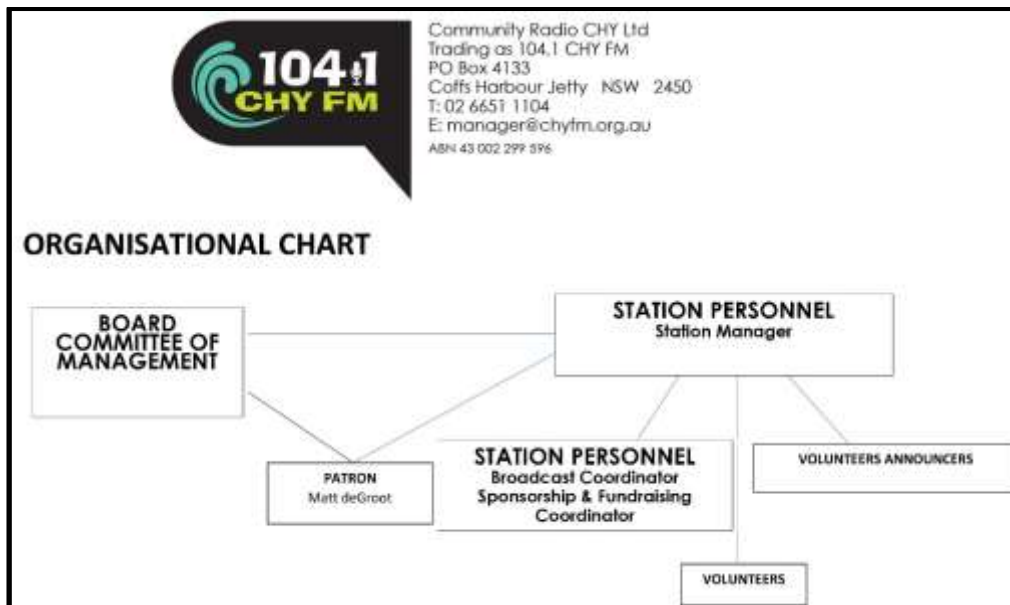 104.1
CHY FM
Community Radio CHY Ltd
Trading as 104.1 CHY FM
PO Box 4133
Coffs Harbour Jetty NSW 2450
T: 02 6651 1104
E: manager@chyfm.org.au
ABN 43 002 299 596
ORGANISATIONAL CHART
BOARD
COMMITTEE OF
MANAGEMENT
STATION PERSONNEL
Station Manager
PATRON
Matt deGroot
STATION PERSONNEL
Broadcast Coordinator
Sponsorship & Fundraising
Coordinator
VOLUNTEERS ANNOUNCERS
VOLUNTEERS